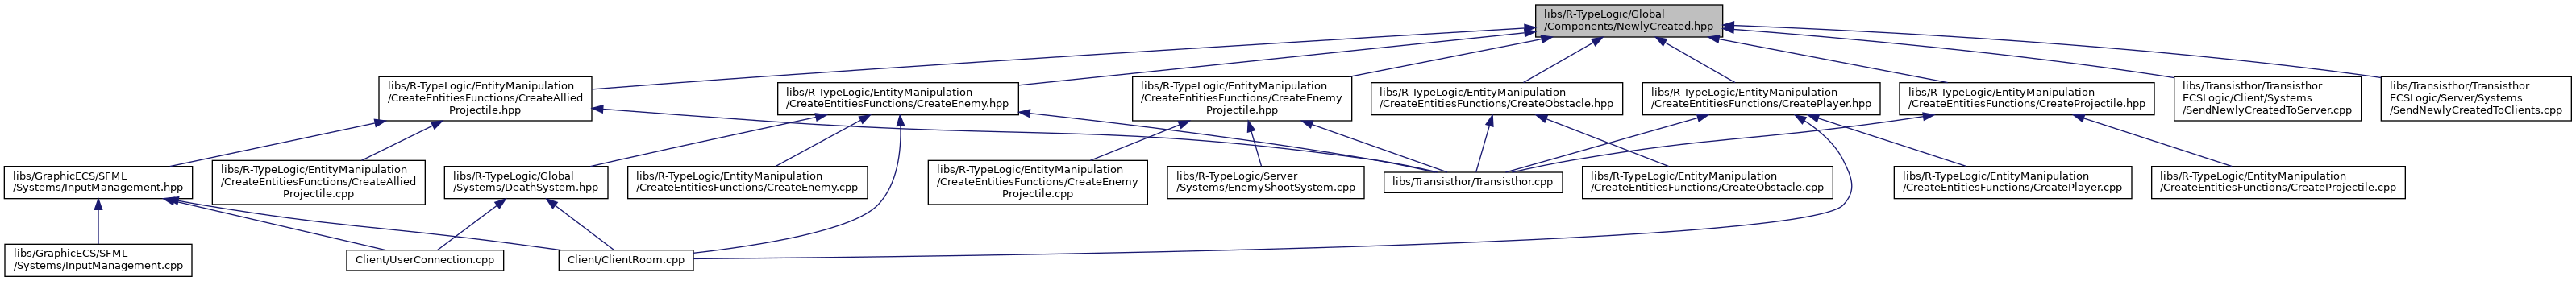 libs/R-TypeLogic/Global
/Components/NewlyCreated.hpp
libs/R-TypeLogic/EntityManipulation
/CreateEntitiesFunctions/CreateAllied
Projectile.hpp
libs/R-TypeLogic/EntityManipulation
/CreateEntitiesFunctions/CreateEnemy.hpp
libs/R-TypeLogic/EntityManipulation
/CreateEntitiesFunctions/CreateEnemy
Projectile.hpp
libs/R-TypeLogic/EntityManipulation
/CreateEntitiesFunctions/CreateObstacle.hpp
libs/R-TypeLogic/EntityManipulation
/CreateEntitiesFunctions/CreatePlayer.hpp
libs/R-TypeLogic/EntityManipulation
/CreateEntitiesFunctions/CreateProjectile.hpp
libs/Transisthor/Transisthor
ECSLogic/Client/Systems
/SendNewlyCreatedToServer.cpp
libs/Transisthor/Transisthor
ECSLogic/Server/Systems
/SendNewlyCreatedToClients.cpp
libs/GraphicECS/SFML
/Systems/InputManagement.hpp
libs/R-TypeLogic/EntityManipulation
/CreateEntitiesFunctions/CreateAllied
Projectile.cpp
libs/R-TypeLogic/Global
/Systems/DeathSystem.hpp
libs/R-TypeLogic/EntityManipulation
/CreateEntitiesFunctions/CreateEnemy.cpp
libs/R-TypeLogic/EntityManipulation
/CreateEntitiesFunctions/CreateEnemy
Projectile.cpp
libs/R-TypeLogic/Server
/Systems/EnemyShootSystem.cpp
libs/Transisthor/Transisthor.cpp
libs/R-TypeLogic/EntityManipulation
/CreateEntitiesFunctions/CreateObstacle.cpp
libs/R-TypeLogic/EntityManipulation
/CreateEntitiesFunctions/CreatePlayer.cpp
libs/R-TypeLogic/EntityManipulation
/CreateEntitiesFunctions/CreateProjectile.cpp
libs/GraphicECS/SFML
/Systems/InputManagement.cpp
Client/UserConnection.cpp
Client/ClientRoom.cpp